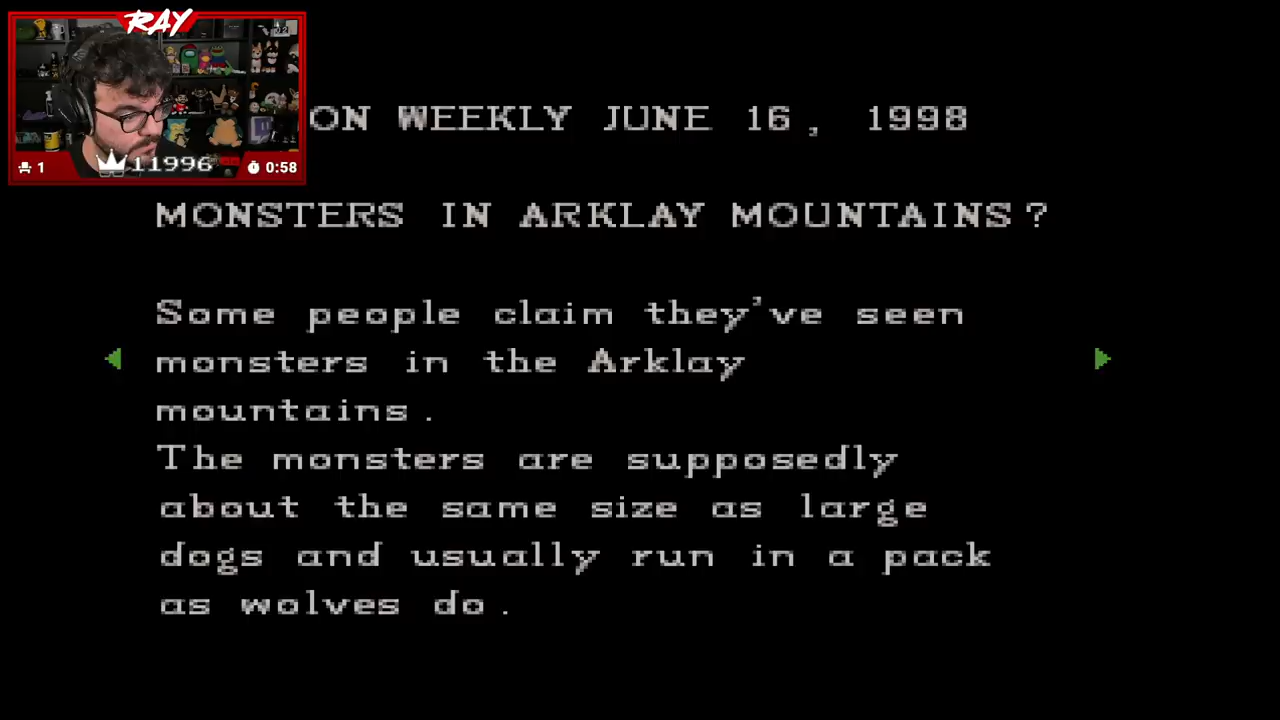 RAY
1
11996
0:58
ON WEEKLY JUNE 16, 1998
MONSTERS IN ARKLAY MOUNTAINS?
Some people claim they've seen
monsters in the Arklay
mountains.
The monsters are supposedly
about the same size as large
dogs and usually run in a pack
as wolves do.